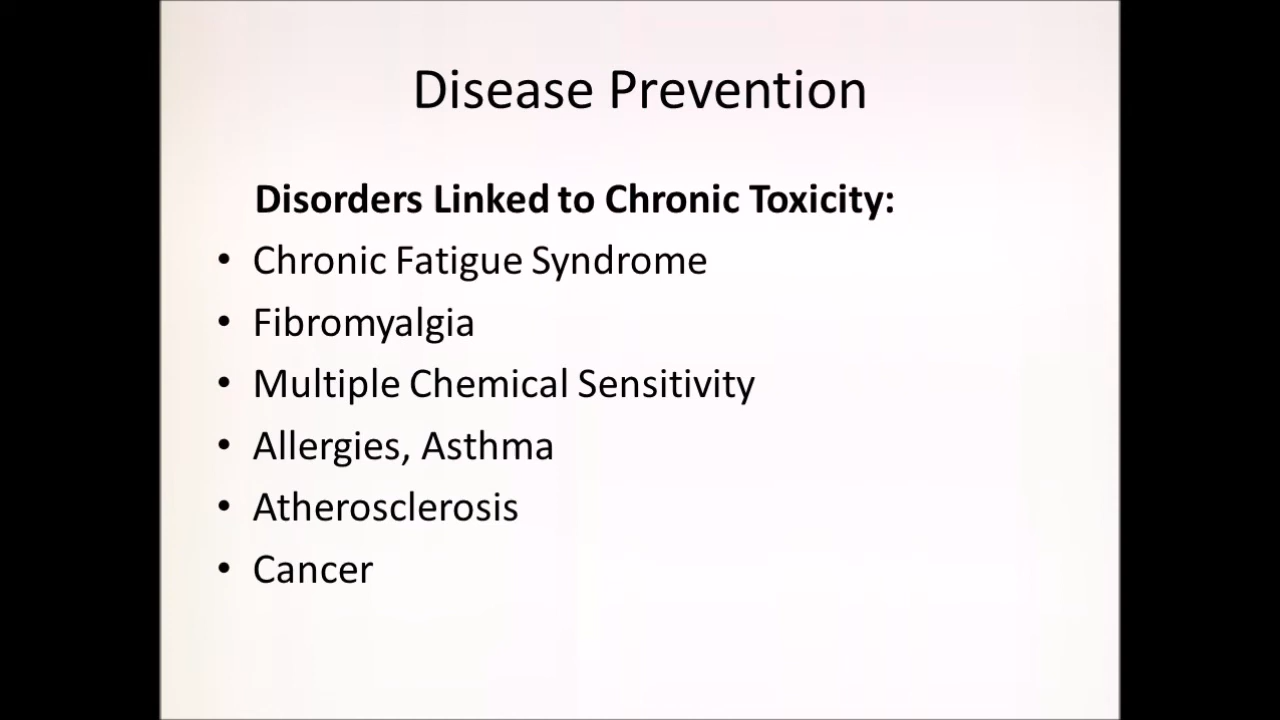 Disease Prevention
Disorders Linked to Chronic Toxicity:
• Chronic Fatigue Syndrome
• Fibromyalgia
• Multiple Chemical Sensitivity
• Allergies, Asthma
• Atherosclerosis
• Cancer